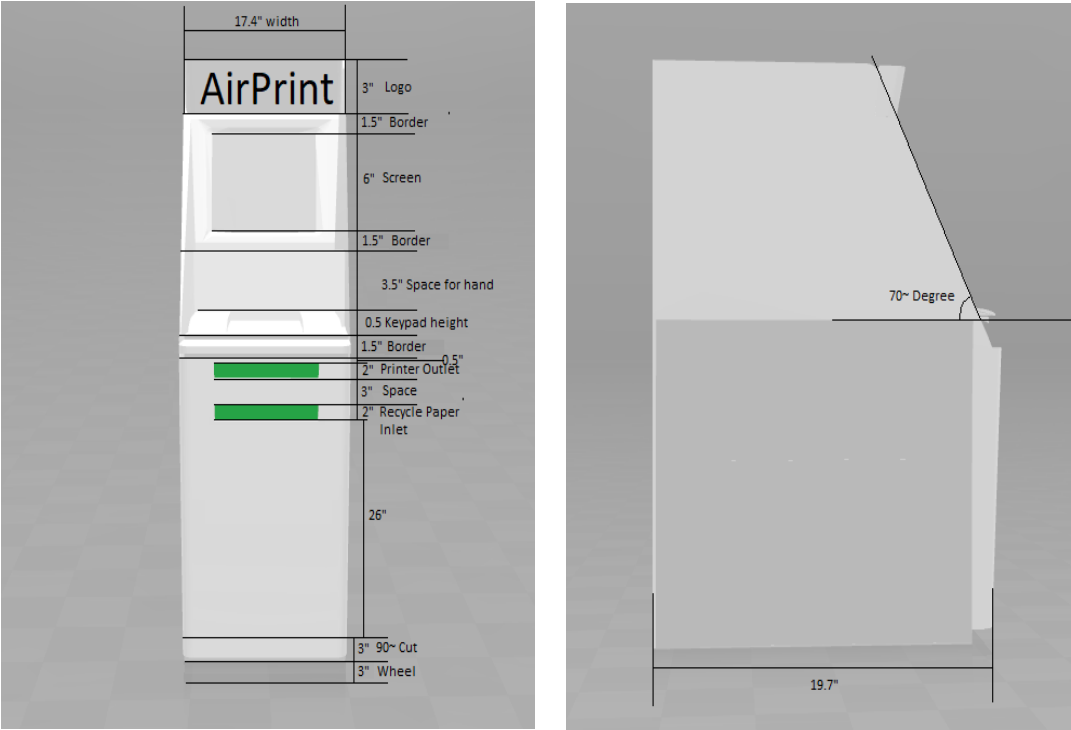 17.4" width
AirPrint
3" Logo
1.5" Border
6" Screen
1.5" Border
3.5" Space for hand
0.5 Keypad height
1.5" Border
0.5"
2" Printer Outlet
3" Space
2" Recycle Paper
Inlet
26"
3" 90~ Cut
3" Wheel
70~ Degree
19.7"